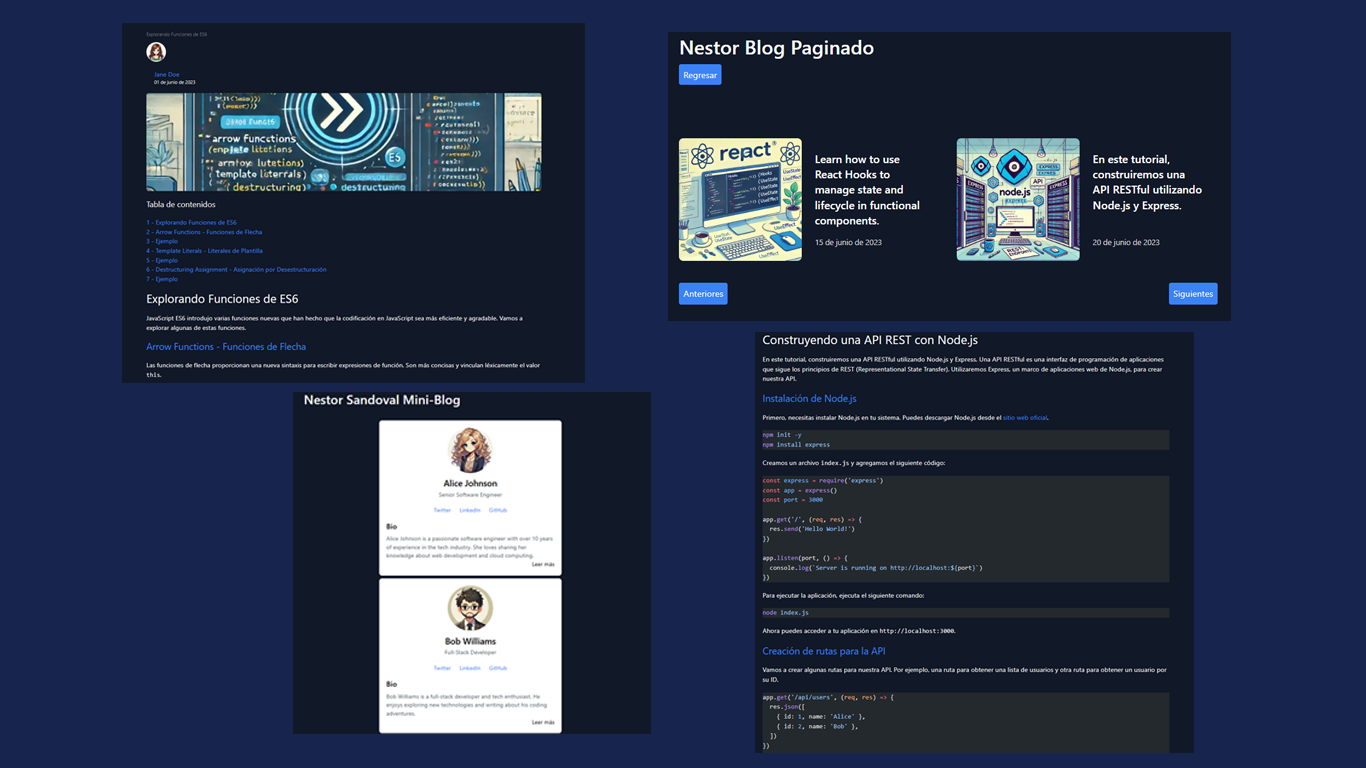 Explorando Funciones de ES6
Jane Doe
01 de junio de 2023
arrow functions
template literrals
destructuring
ES
Tabla de contenidos
1 - Explorando Funciones de ES6
2 - Arrow Functions - Funciones de Flecha
3 - Ejemplo
4 - Template Literals - Literales de Plantilla
5 - Ejemplo
6 - Destructuring Assignment - Asignación por Desestructuración
7 - Ejemplo
Explorando Funciones de ES6
JavaScript ES6 introdujo varias funciones nuevas que han hecho que la codificación en JavaScript sea más eficiente y agradable. Vamos a
explorar algunas de estas funciones.
Arrow Functions - Funciones de Flecha
Las funciones de flecha proporcionan una nueva sintaxis para escribir expresiones de función. Son más concisas y vinculan léxicamente el valor
this.
Nestor Blog Paginado
Regresar
react
Learn how to use
React Hooks to
manage state and
lifecycle in functional
components.
15 de junio de 2023
node.js
API
En este tutorial,
construiremos una
API RESTful utilizando
Node.js y Express.
20 de junio de 2023
Anteriores
Siguientes
Nestor Sandoval Mini-Blog
Alice Johnson
Senior Software Engineer
Twitter LinkedIn GitHub
Bio
Alice Johnson is a passionate software engineer with over 10 years
of experience in the tech industry. She loves sharing her
knowledge about web development and cloud computing.
Leer más
Bob Williams
Full-Stack Developer
Twitter LinkedIn GitHub
Bio
Bob Williams is a full-stack developer and tech enthusiast. He
enjoys exploring new technologies and writing about his coding
adventures.
Leer más
Construyendo una API REST con Node.js
En este tutorial, construiremos una API RESTful utilizando Node.js y Express. Una API RESTful es una interfaz de programación de aplicaciones
que sigue los principios de REST (Representational State Transfer). Utilizaremos Express, un marco de aplicaciones web de Node.js, para crear
nuestra API.
Instalación de Node.js
Primero, necesitas instalar Node.js en tu sistema. Puedes descargar Node.js desde el sitio web oficial.
npm init -y
npm install express
Creamos un archivo index.js y agregamos el siguiente código:
const express = require('express')
const app = express()
const port = 3000
app.get('/', (req, res) => {
res.send('Hello World!')
})
app.listen(port, () => {
console.log(`Server is running on http://localhost:${port}`)
})
Para ejecutar la aplicación, ejecuta el siguiente comando:
node index.js
Ahora puedes acceder a tu aplicación en http://localhost:3000.
Creación de rutas para la API
Vamos a crear algunas rutas para nuestra API. Por ejemplo, una ruta para obtener una lista de usuarios y otra ruta para obtener un usuario por
su ID.
app.get('/api/users', (req, res) => {
res.json([
{ id: 1, name: 'Alice' },
{ id: 2, name: 'Bob' },
])
})